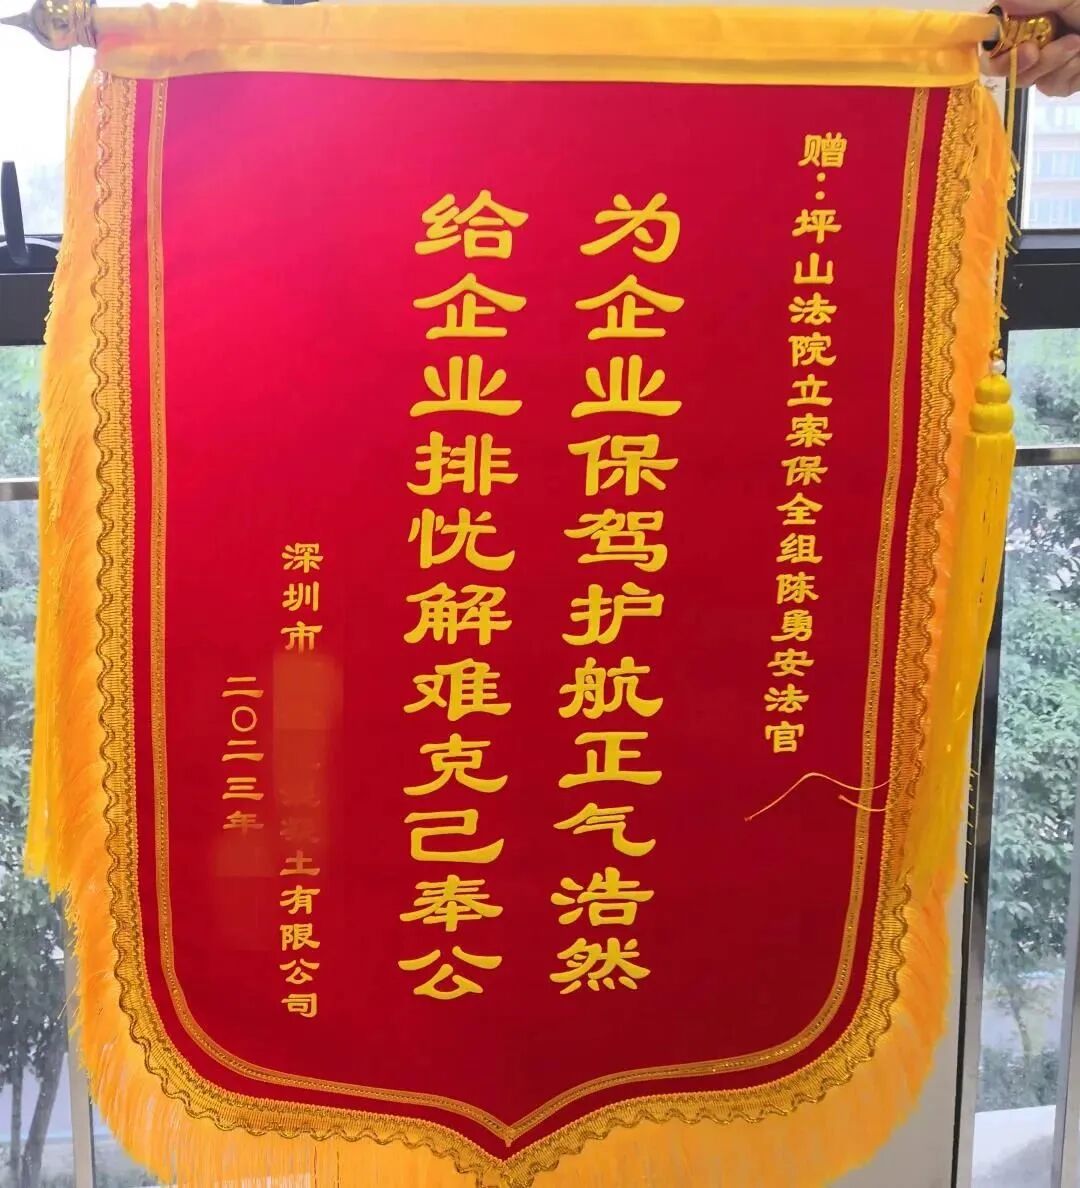 赠：坪山法院立案保全组陈勇安法官
为企业保驾护航正气浩然
给企业排忧解难克己奉公
深圳市土有限公司
二〇二三年